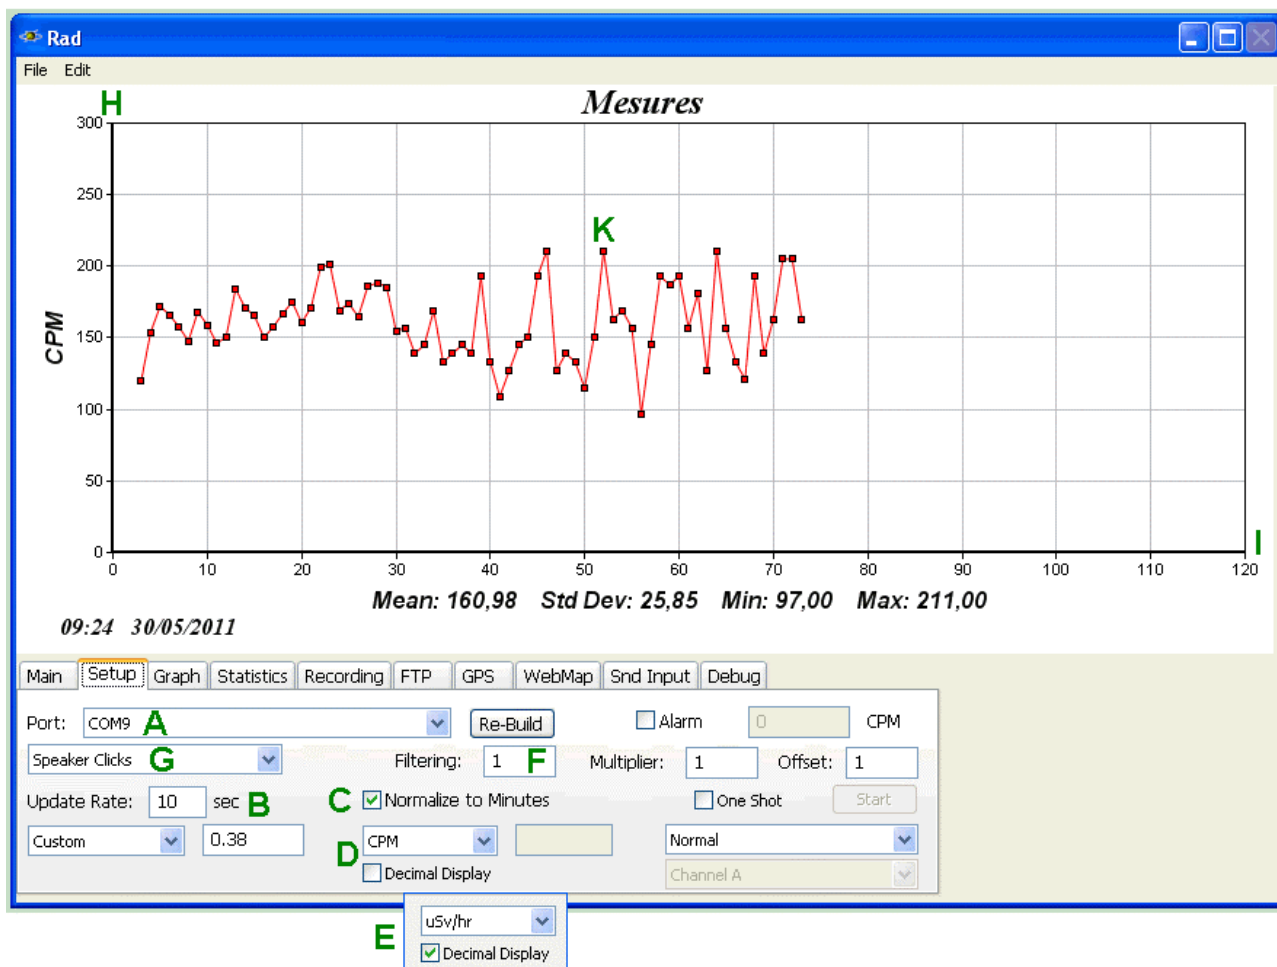 Rad
File Edit
H Mesures
300
250
K
200
150
CPM
100
50
0 I
0 10 20 30 40 50 60 70 80 90 100 110 120
Mean: 160,98 Std Dev: 25,85 Min: 97,00 Max: 211,00
09:24 30/05/2011
Main Setup Graph Statistics Recording FTP GPS WebMap Snd Input Debug
Port: COM9 A Re-Build Alarm 0 CPM
Speaker Clicks G Filtering: 1 F Multiplier: 1 Offset: 1
Update Rate: 10 sec B C Normalize to Minutes One Shot Start
Custom 0.38 D CPM Normal
Decimal Display Channel A
uSv/hr
E Decimal Display